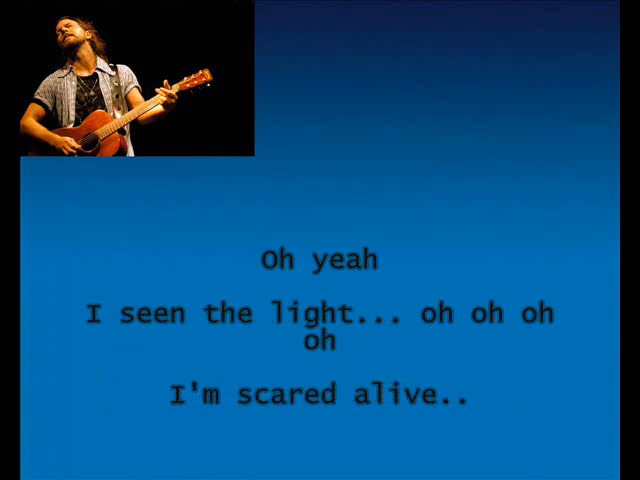 Oh yeah
I seen the light... oh oh oh
oh
I'm scared alive..